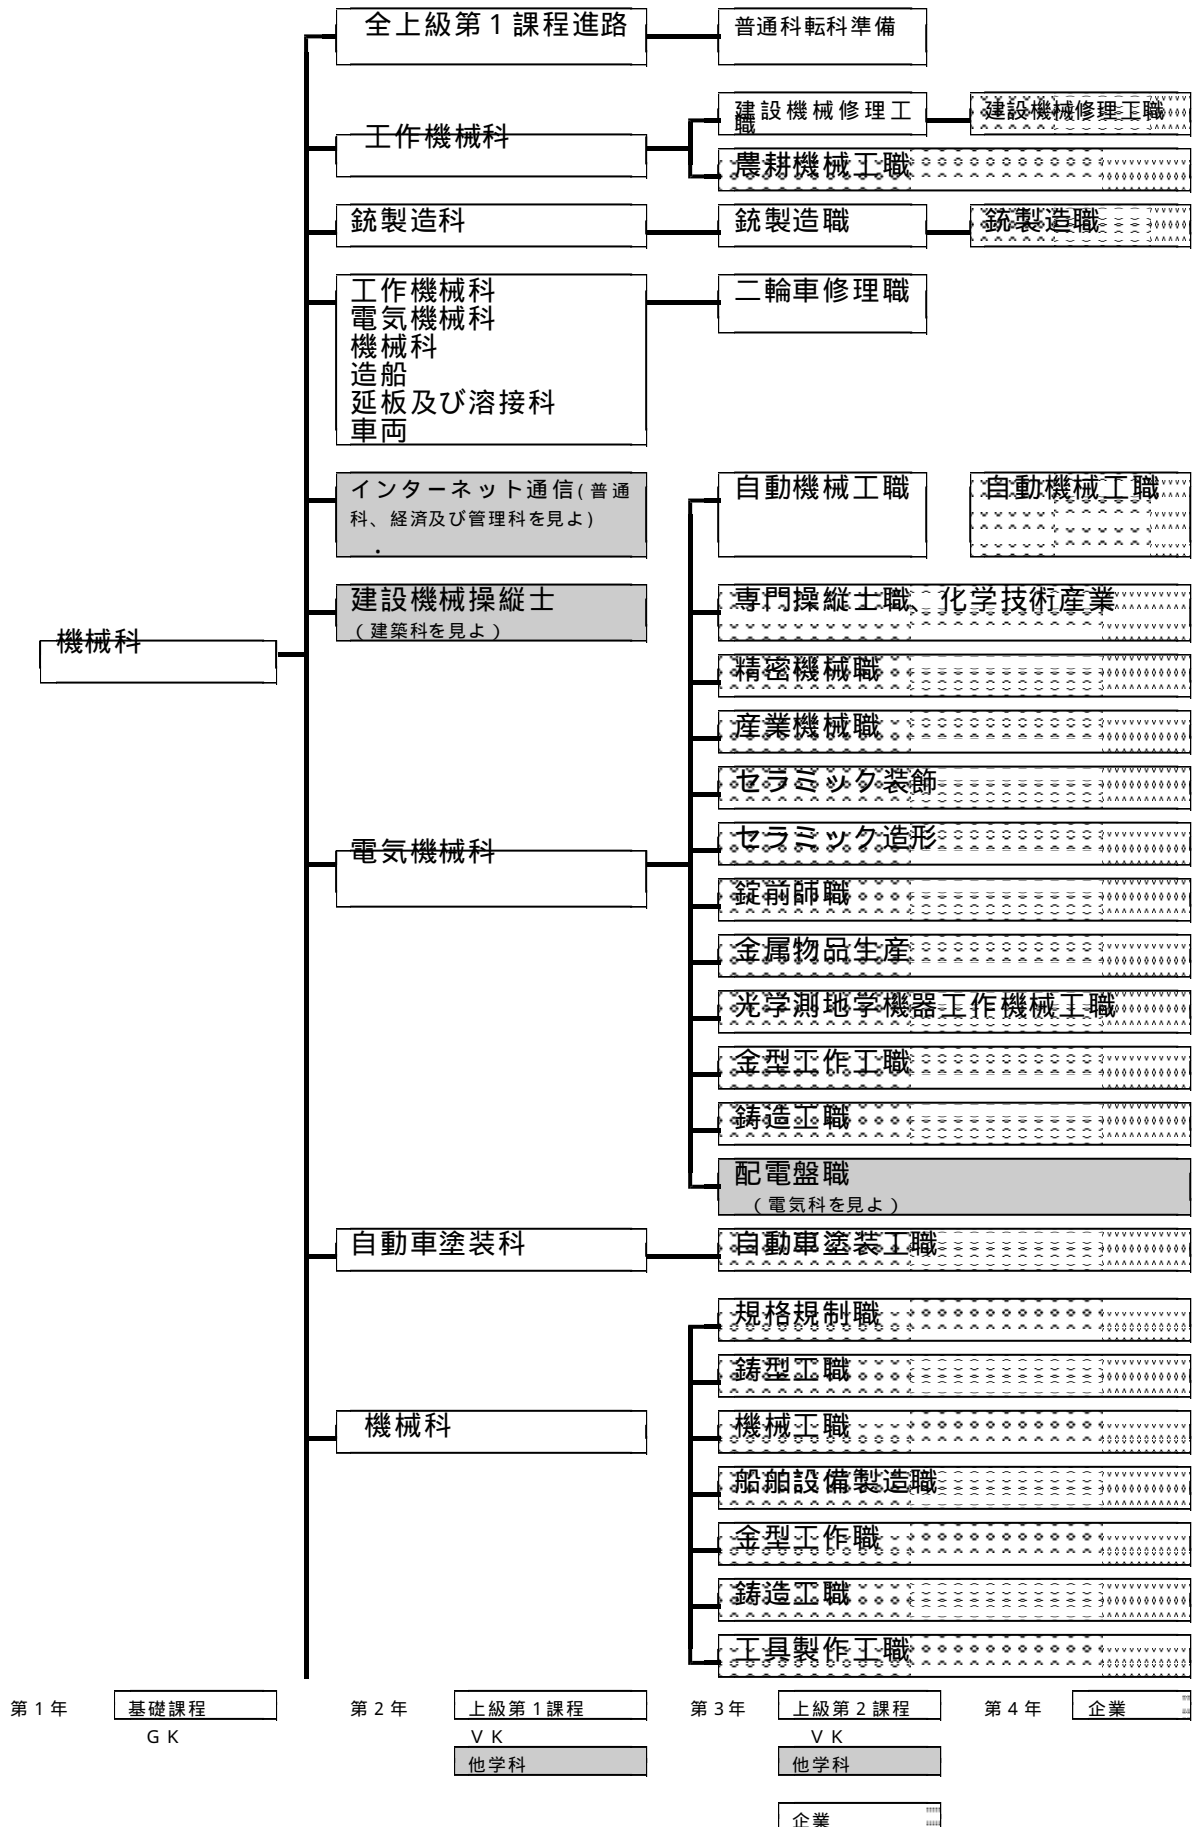 全上級第１課程進路
普通科転科準備
工作機械科
建設機械修理工
職
建設機械修理工職
農耕機械工職
銃製造科
銃製造職
銃製造職
工作機械科
電気機械科
機械科
造船
延板及び溶接科
車両
二輪車修理職
インターネット通信(普通
科、経済及び管理科を見よ)
．
自動機械工職
自動機械工職
建設機械操縦士
（建築科を見よ）
専門操縦士職、化学技術産業
機械科
精密機械職
産業機械職
セラミック装飾
電気機械科
セラミック造形
錠前師職
金属物品生産
光学測地学機器工作機械工職
金型工作工職
鋳造工職
配電盤職
（電気科を見よ）
自動車塗装科
自動車塗装工職
規格規制職
鋳型工職
機械科
機械工職
船舶設備製造職
金型工作職
鋳造工職
工具製作工職
第１年
基礎課程
ＧＫ
第２年
上級第１課程
ＶＫ
他学科
第３年
上級第２課程
ＶＫ
他学科
企業
第４年
企業